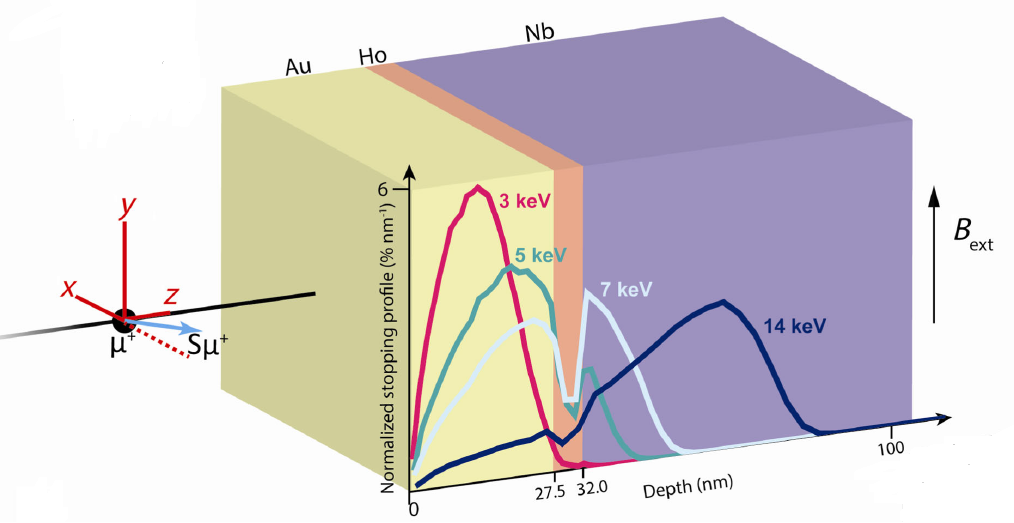 Au
Ho
Nb
6
Normalized stopping profile (% nm⁻¹)
3 keV
5 keV
7 keV
14 keV
y
x
z
μ⁺
Sμ⁺
B ext
0
27.5
32.0
Depth (nm)
100